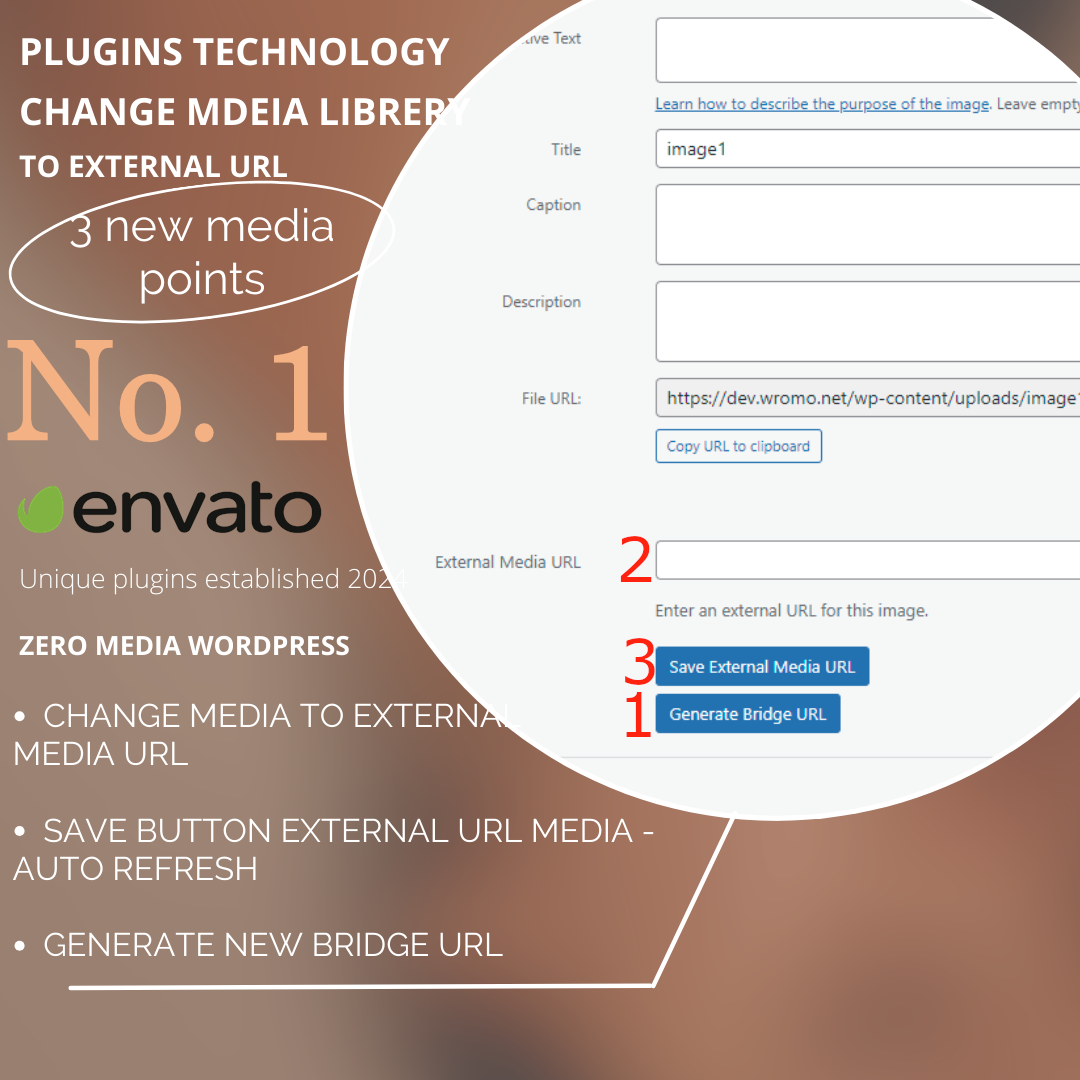 PLUGINS TECHNOLOGY
CHANGE MDEIA LIBRERY
TO EXTERNAL URL
3 new media
points
No. 1
envato
Unique plugins established 2024
ZERO MEDIA WORDPRESS
• CHANGE MEDIA TO EXTERNAL
MEDIA URL
• SAVE BUTTON EXTERNAL URL MEDIA -
AUTO REFRESH
• GENERATE NEW BRIDGE URL
Text
Learn how to describe the purpose of the image. Leave empty
Title
image1
Caption
Description
File URL:
https://dev.wromo.net/wp-content/uploads/image1
Copy URL to clipboard
External Media URL
2
Enter an external URL for this image.
3
Save External Media URL
1
Generate Bridge URL